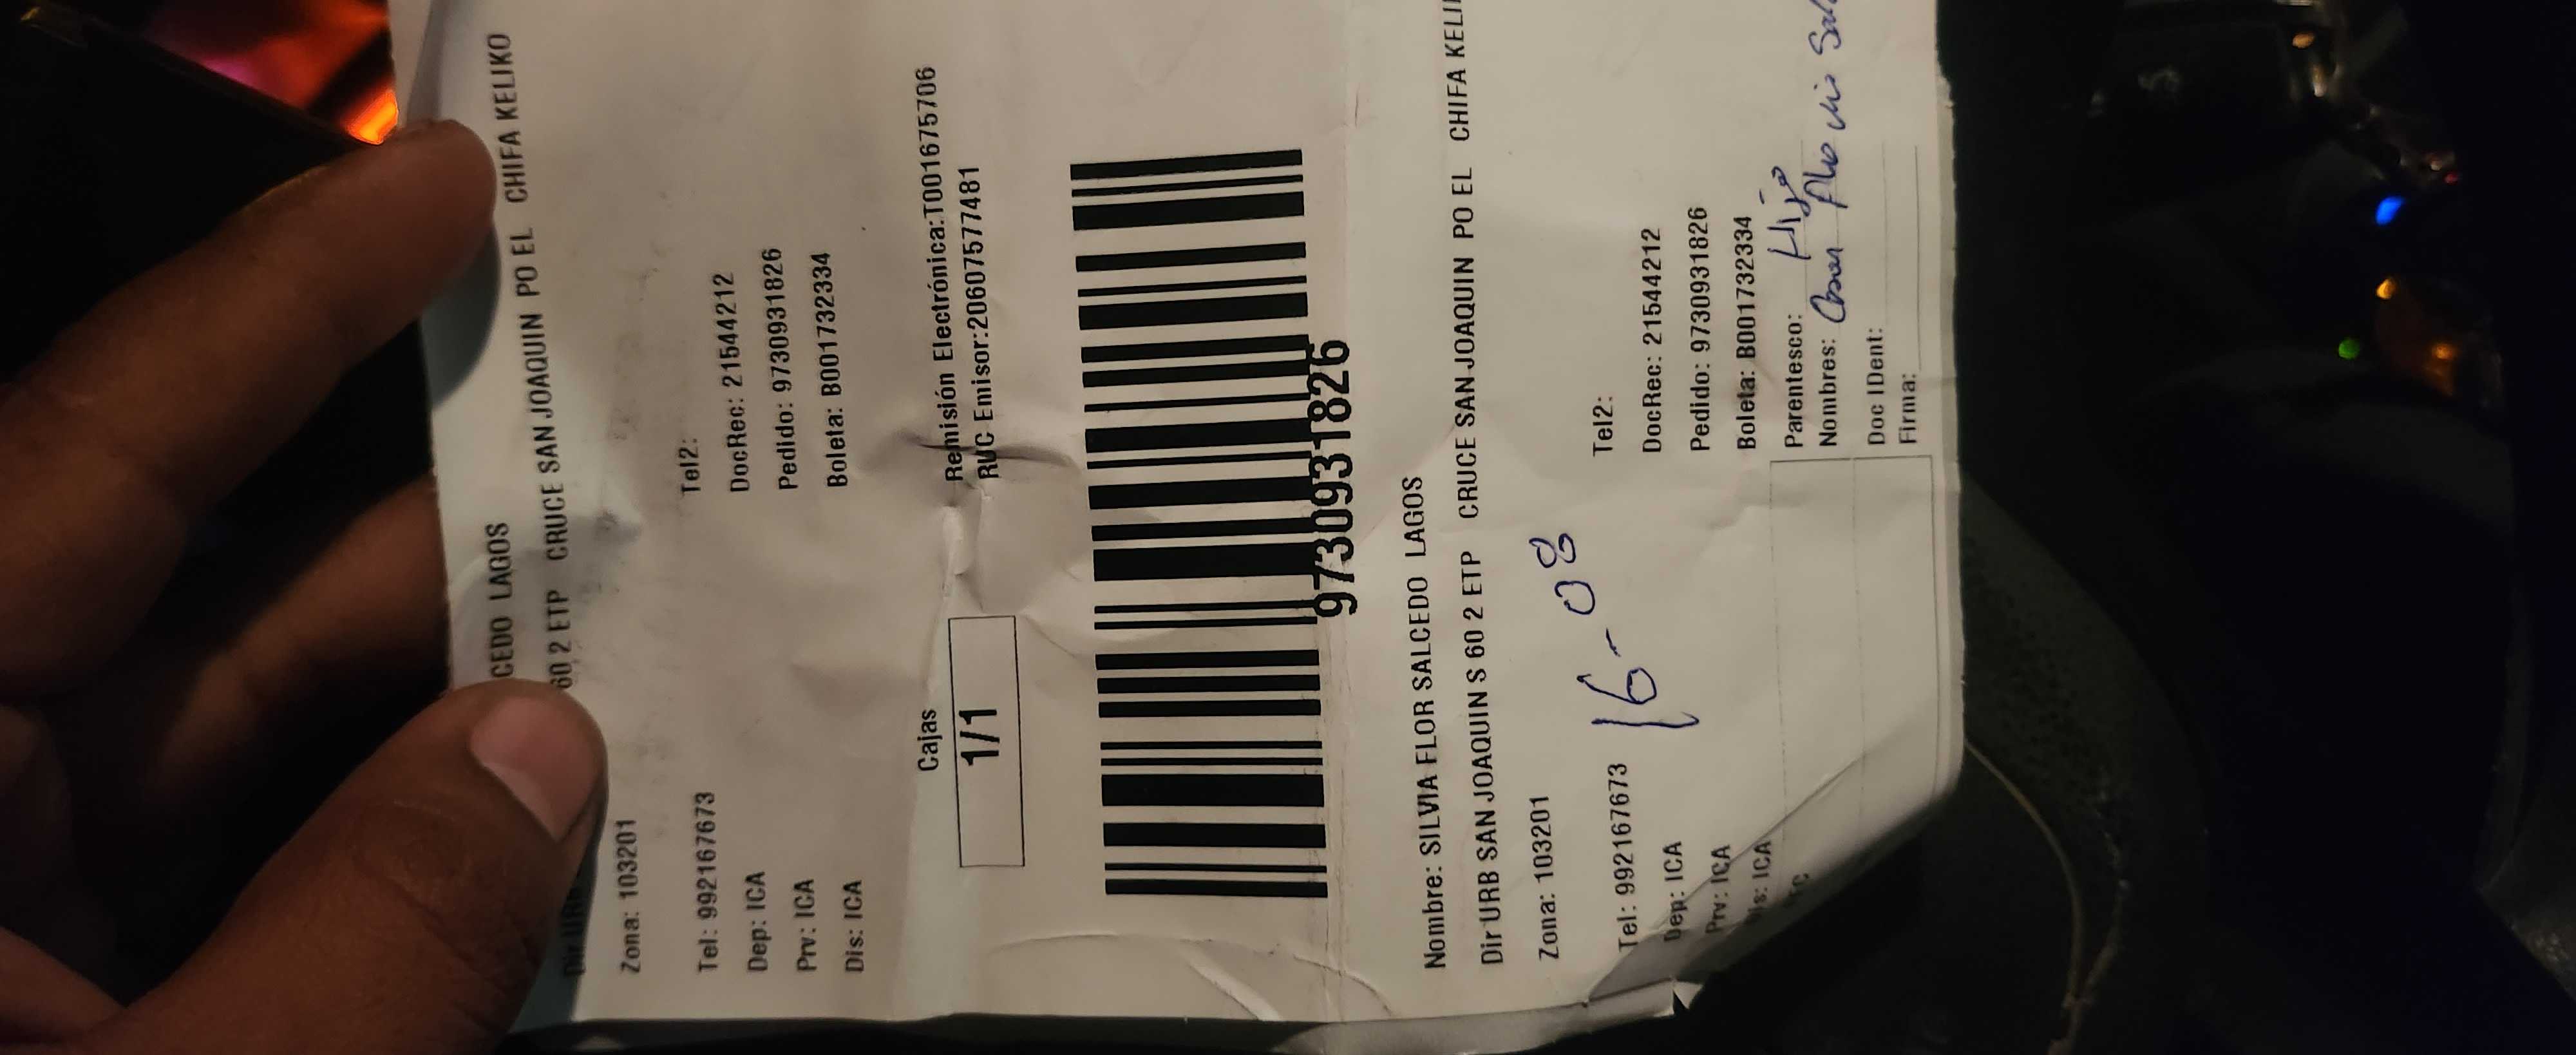 CEDO LAGOS
60 2 ETP CRUCE SAN JOAQUIN PO EL CHIFA KELIKO
Zona: 103201
Tel: 992167673 Tel2:
Dep: ICA DocRec: 21544212
Prv: ICA Pedido: 97309931826
Dis: ICA Boleta: B001732334
Cajas Remisión Electrónica:T001675706
1/1 RUC Emisor:20607577481
97309931826
Nombre: SILVIA FLOR SALCEDO LAGOS
Dir URB SAN JOAQUIN S 60 2 ETP CRUCE SAN JOAQUIN PO EL CHIFA KELI
Zona: 103201
16-08
Tel: 992167673 Tel2:
Dep: ICA DocRec: 21544212
Prv: ICA Pedido: 97309931826
Dis: ICA Boleta: B001732334
Parentesco: Hijo
Nombres:
Doc IDent:
Firma: